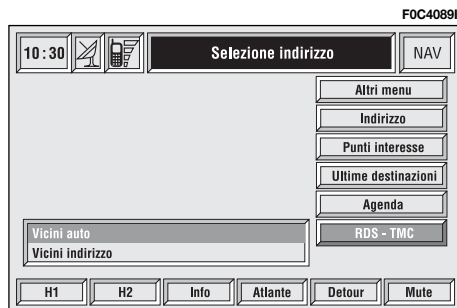 F0C4089I
10:30
Selezione indirizzo
NAV
Altri menu
Indirizzo
Punti interesse
Ultime destinazioni
Agenda
RDS - TMC
Vicini auto
Vicini indirizzo
H1
H2
Info
Atlante
Detour
Mute